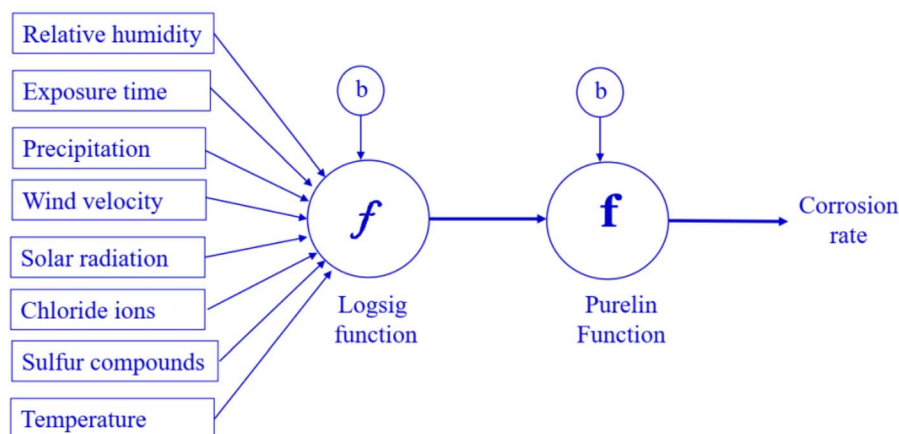 Relative humidity
Exposure time
Precipitation
Wind velocity
Solar radiation
Chloride ions
Sulfur compounds
Temperature
b
f
Logsig
function
b
f
Purelin
Function
Corrosion
rate